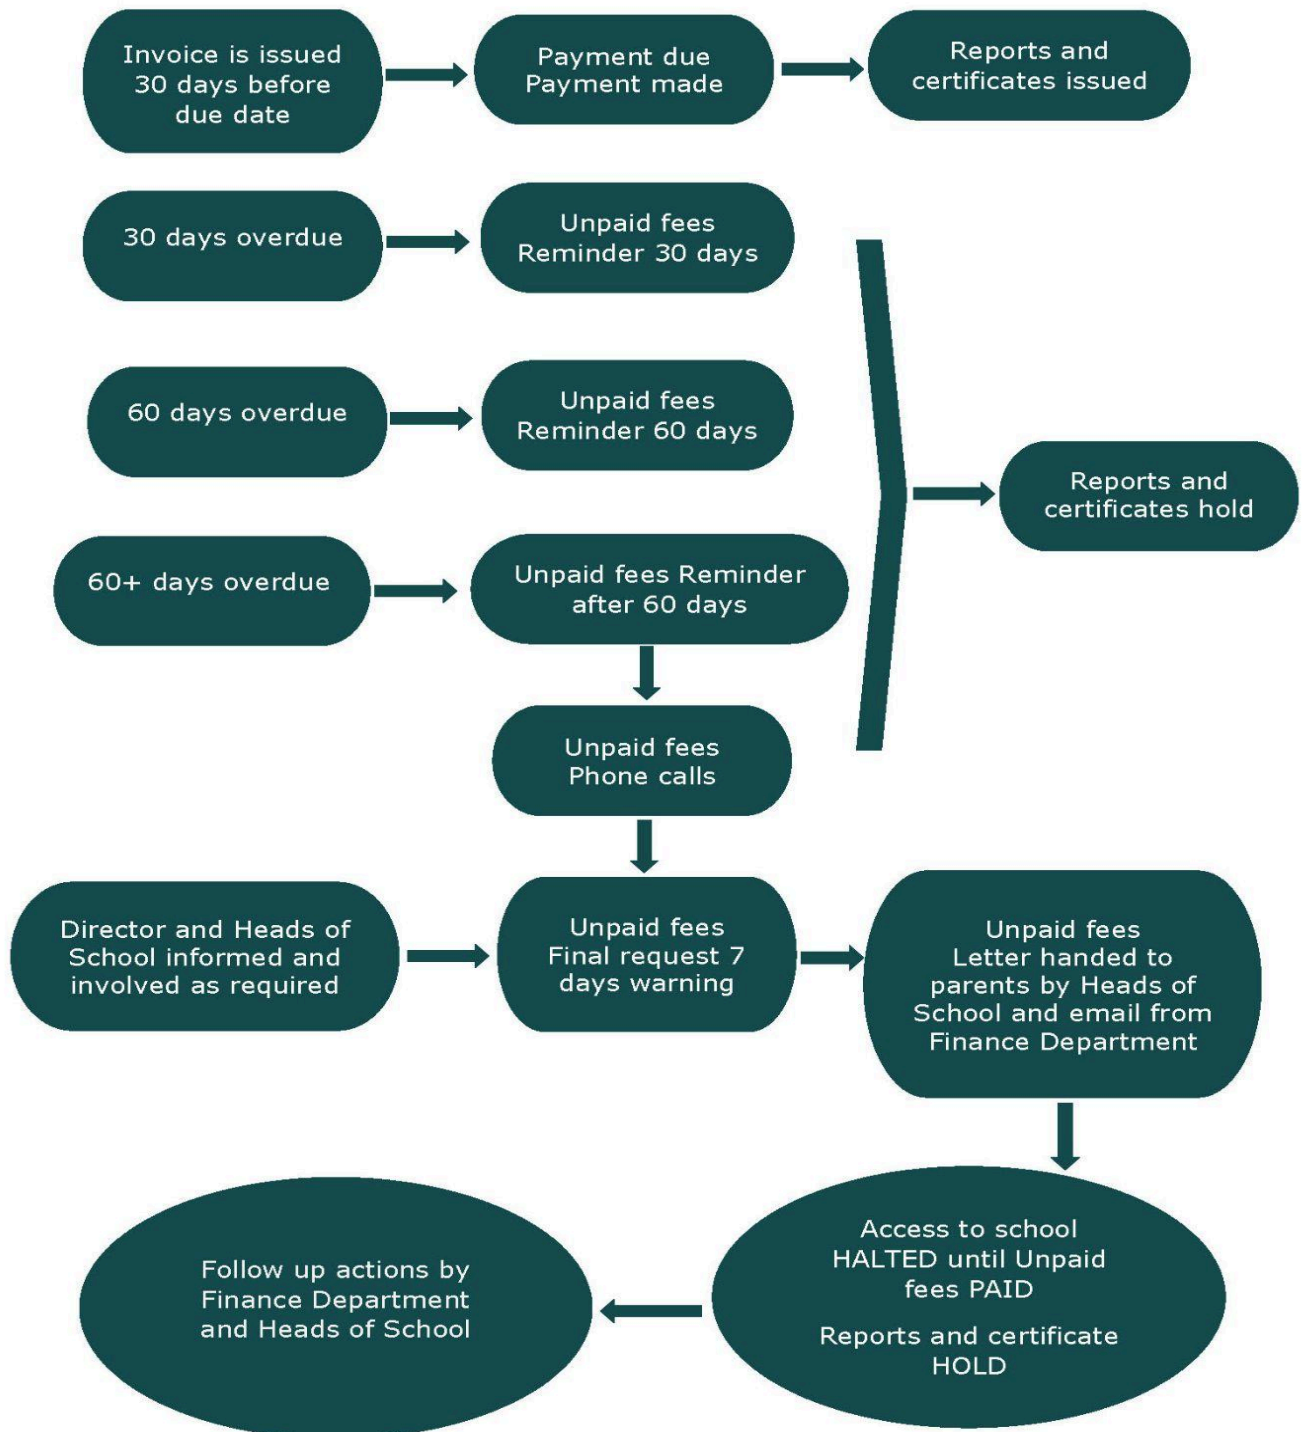 Invoice is issued
30 days before
due date
Payment due
Payment made
Reports and
certificates issued
30 days overdue
Unpaid fees
Reminder 30 days
60 days overdue
Unpaid fees
Reminder 60 days
Reports and
certificates hold
60+ days overdue
Unpaid fees Reminder
after 60 days
Unpaid fees
Phone calls
Director and Heads of
School informed and
involved as required
Unpaid fees
Final request 7
days warning
Unpaid fees
Letter handed to
parents by Heads of
School and email from
Finance Department
Access to school
HALTED until Unpaid
fees PAID
Reports and certificate
HOLD
Follow up actions by
Finance Department
and Heads of School